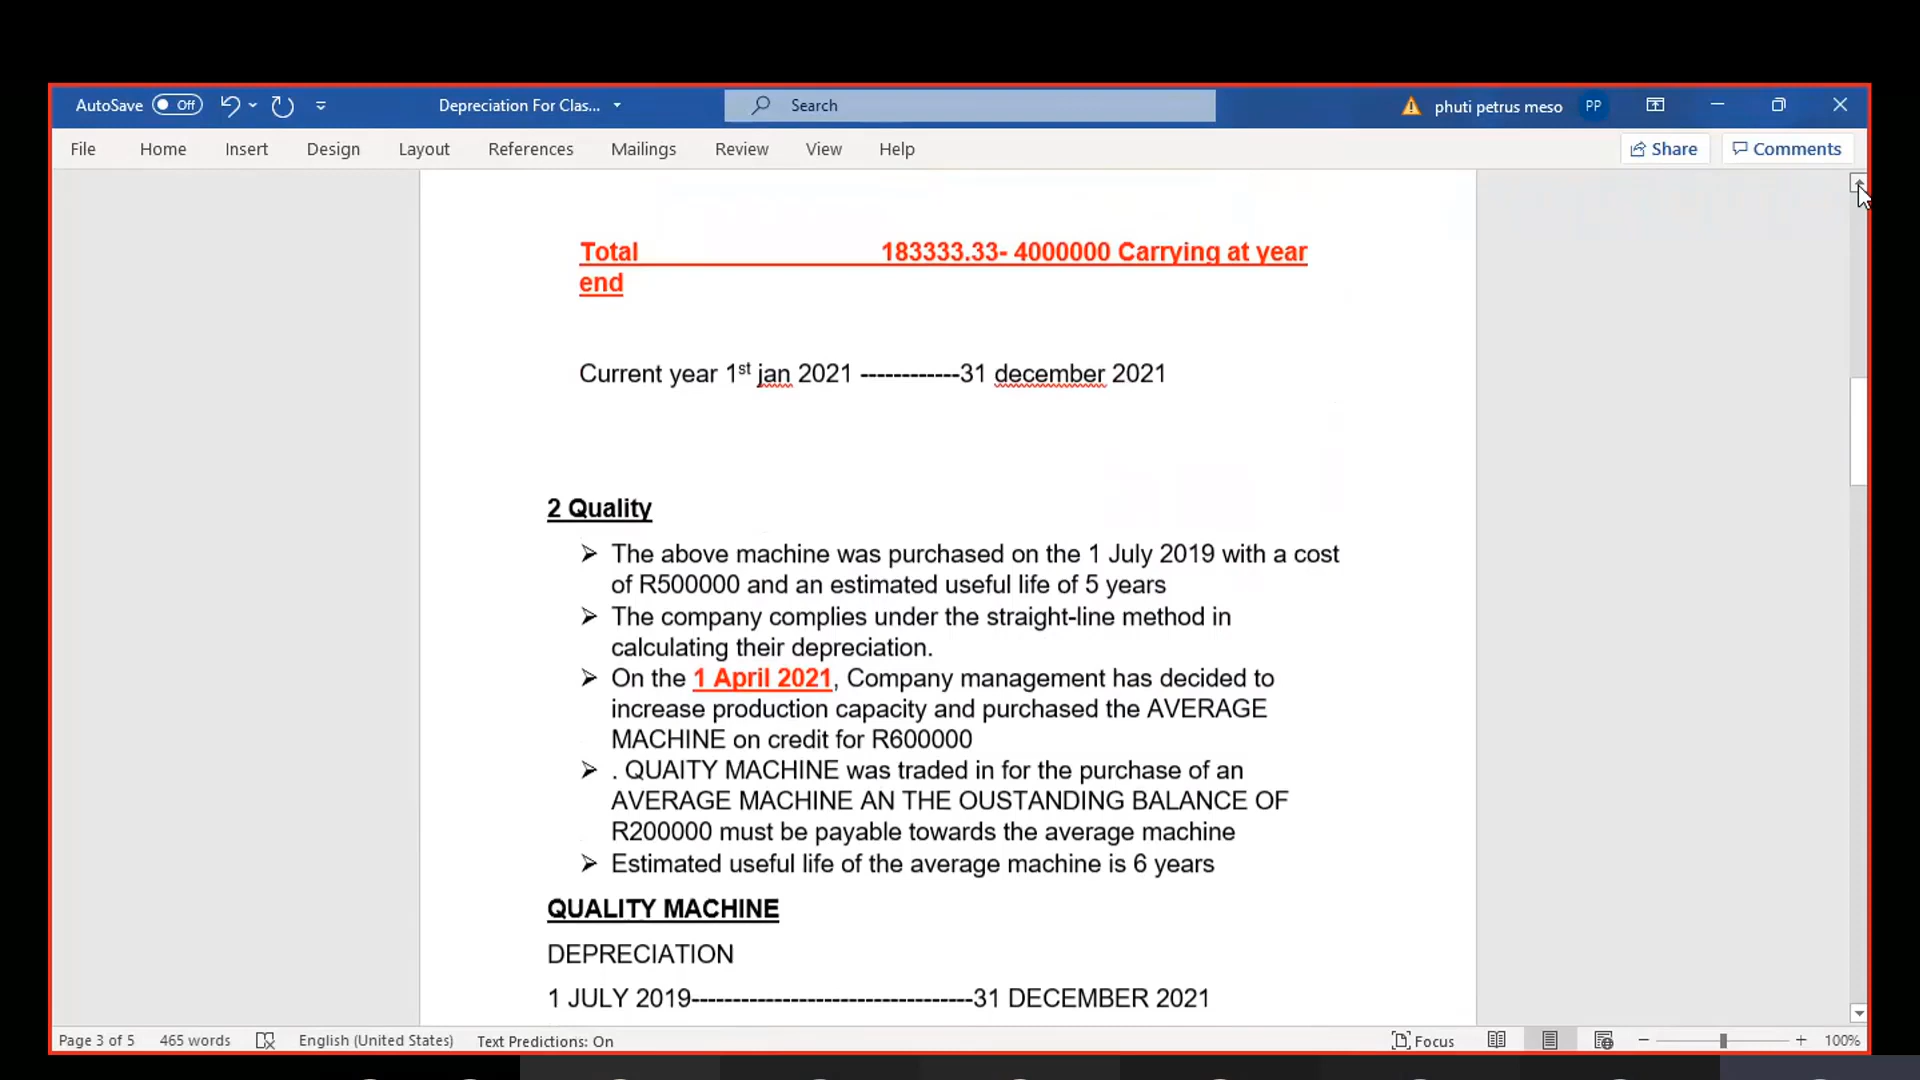 AutoSave Off Depreciation For Clas... Search phuti petrus meso PP
File Home Insert Design Layout References Mailings Review View Help Share Comments
Total 183333.33- 4000000 Carrying at year
end
Current year 1st jan 2021 ------------31 december 2021
2 Quality
➢ The above machine was purchased on the 1 July 2019 with a cost
of R500000 and an estimated useful life of 5 years
➢ The company complies under the straight-line method in
calculating their depreciation.
➢ On the 1 April 2021, Company management has decided to
increase production capacity and purchased the AVERAGE
MACHINE on credit for R600000
➢ . QUAITY MACHINE was traded in for the purchase of an
AVERAGE MACHINE AN THE OUSTANDING BALANCE OF
R200000 must be payable towards the average machine
➢ Estimated useful life of the average machine is 6 years
QUALITY MACHINE
DEPRECIATION
1 JULY 2019----------------------------------31 DECEMBER 2021
Page 3 of 5 465 words English (United States) Text Predictions: On Focus 100%